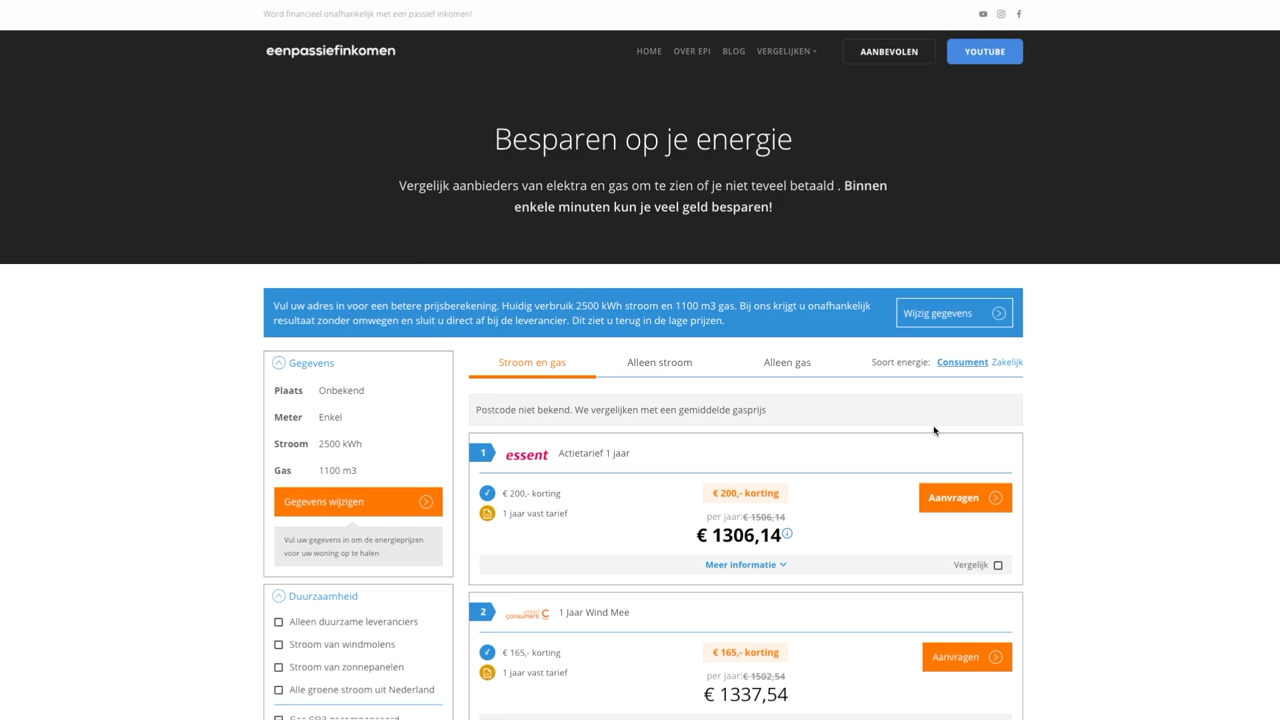 Word financieel onafhankelijk met een passief inkomen!
eenpassiefinkomen
HOME OVER EPI BLOG VERGELIJKEN AANBEVOLEN YOUTUBE
Besparen op je energie
Vergelijk aanbieders van elektra en gas om te zien of je niet teveel betaald . Binnen
enkele minuten kun je veel geld besparen!
Vul uw adres in voor een betere prijsberekening. Huidig verbruik 2500 kWh stroom en 1100 m3 gas. Bij ons krijgt u onafhankelijk
resultaat zonder omwegen en sluit u direct af bij de leverancier. Dit ziet u terug in de lage prijzen.
Wijzig gegevens
Gegevens
Plaats Onbekend
Meter Enkel
Stroom 2500 kWh
Gas 1100 m3
Gegevens wijzigen
Vul uw gegevens in om de energieprijzen
voor uw woning op te halen
Duurzaamheid
Alleen duurzame leveranciers
Stroom van windmolens
Stroom van zonnepanelen
Alle groene stroom uit Nederland
Stroom en gas Alleen stroom Alleen gas Soort energie: Consument Zakelijk
Postcode niet bekend. We vergelijken met een gemiddelde gasprijs
1 essent Actietarief 1 jaar
€ 200,- korting € 200,- korting Aanvragen
1 jaar vast tarief per jaar:€ 1506,14
€ 1306,14
Meer informatie Vergelijk
2 consumers 1 Jaar Wind Mee
€ 165,- korting € 165,- korting Aanvragen
1 jaar vast tarief per jaar:€ 1502,54
€ 1337,54